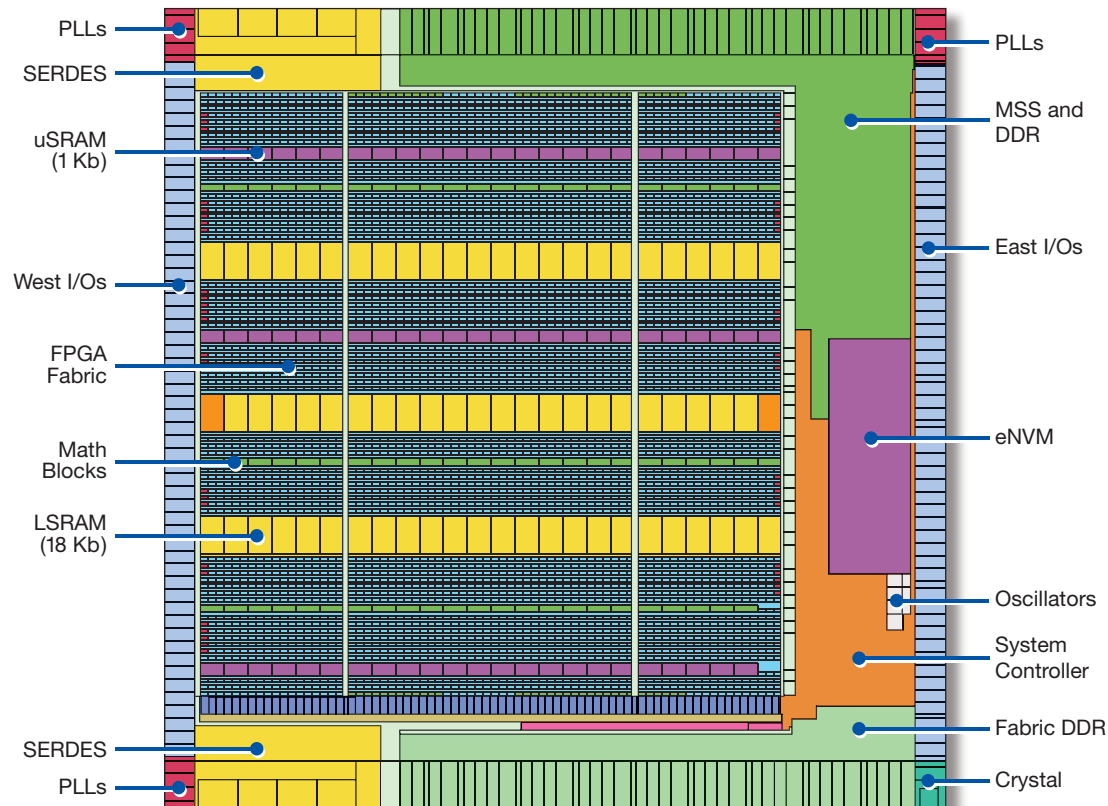 PLLs
SERDES
uSRAM
(1 Kb)
West I/Os
FPGA
Fabric
Math
Blocks
LSRAM
(18 Kb)
SERDES
PLLs
PLLs
MSS and
DDR
East I/Os
eNVM
Oscillators
System
Controller
Fabric DDR
Crystal